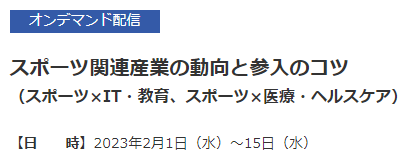 オンデマンド配信
スポーツ関連産業の動向と参入のコツ
（スポーツ×IT・教育、スポーツ×医療・ヘルスケア）
【日　　時】2023年2月1日（水）～15日（水）